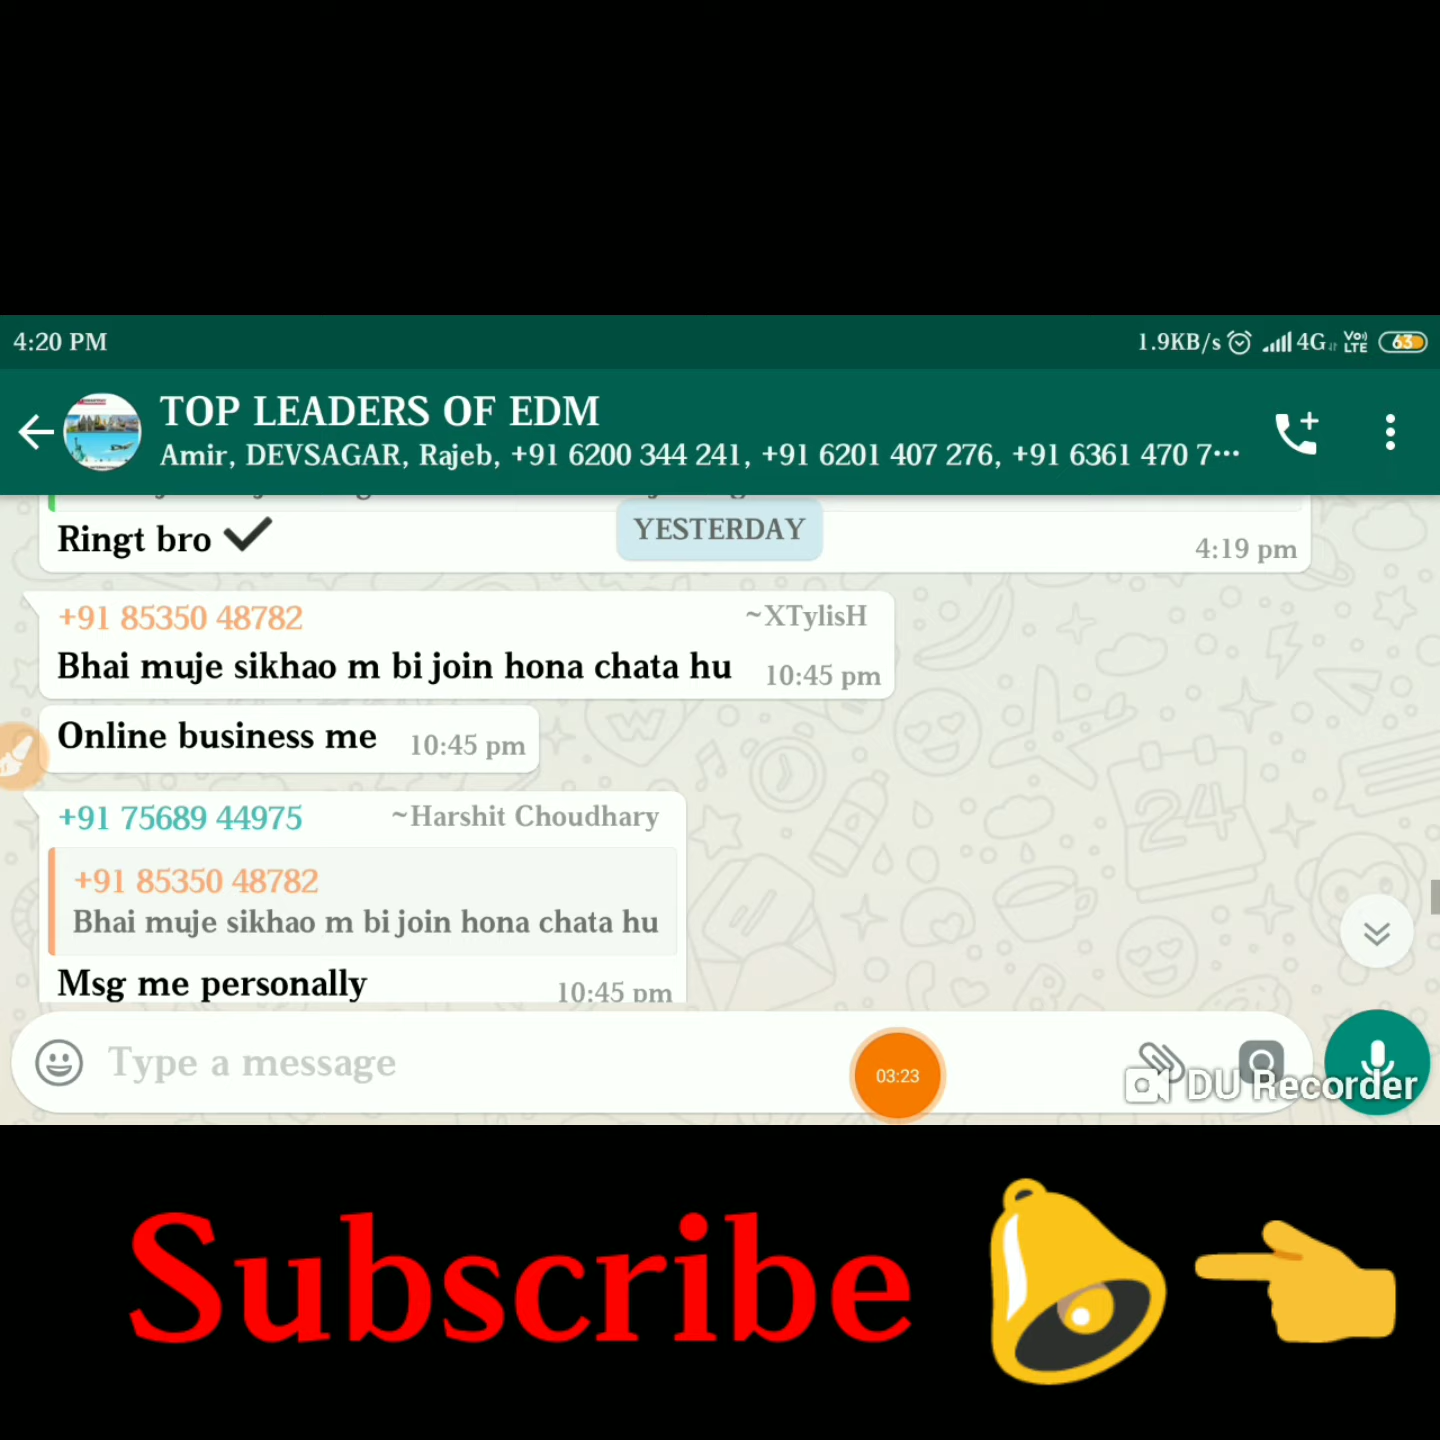 4:20 PM
1.9KB/s 4G Vo) LTE 63
TOP LEADERS OF EDM
Amir, DEVSAGAR, Rajeb, +91 6200 344 241, +91 6201 407 276, +91 6361 470 7...
YESTERDAY
Ringt bro ✔
4:19 pm
+91 85350 48782 ~XTylisH
Bhai muje sikhao m bi join hona chata hu 10:45 pm
Online business me 10:45 pm
+91 75689 44975 ~Harshit Choudhary
+91 85350 48782
Bhai muje sikhao m bi join hona chata hu
Msg me personally 10:45 pm
Type a message
03:23
DU Recorder
Subscribe